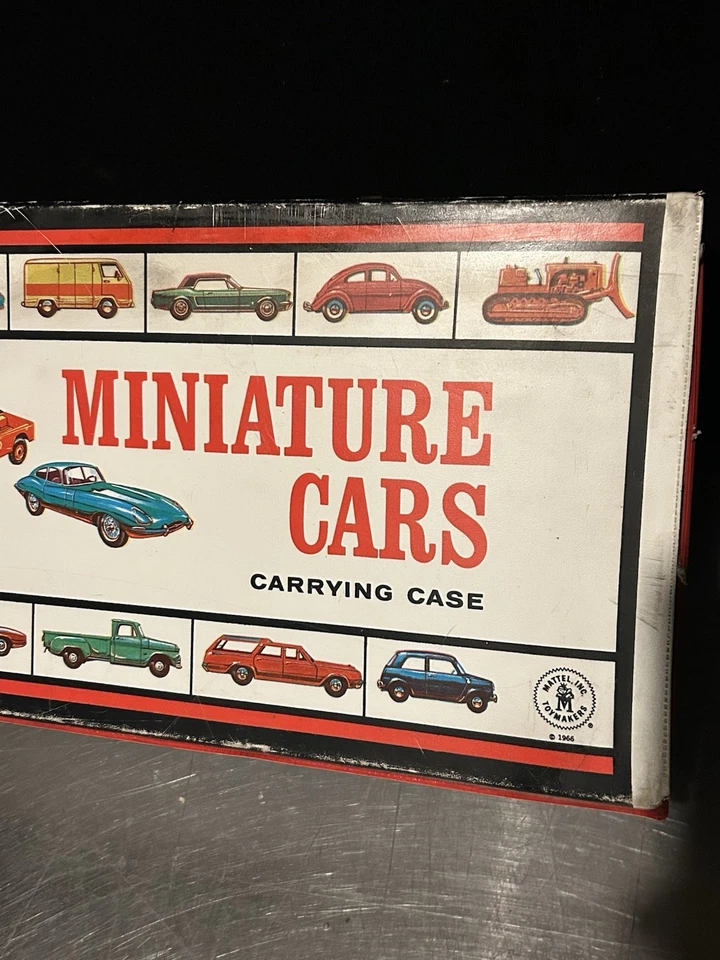 MINIATURE
CARS
CARRYING CASE
MATTEL, INC.
M
TOYMAKERS
®
© 1966